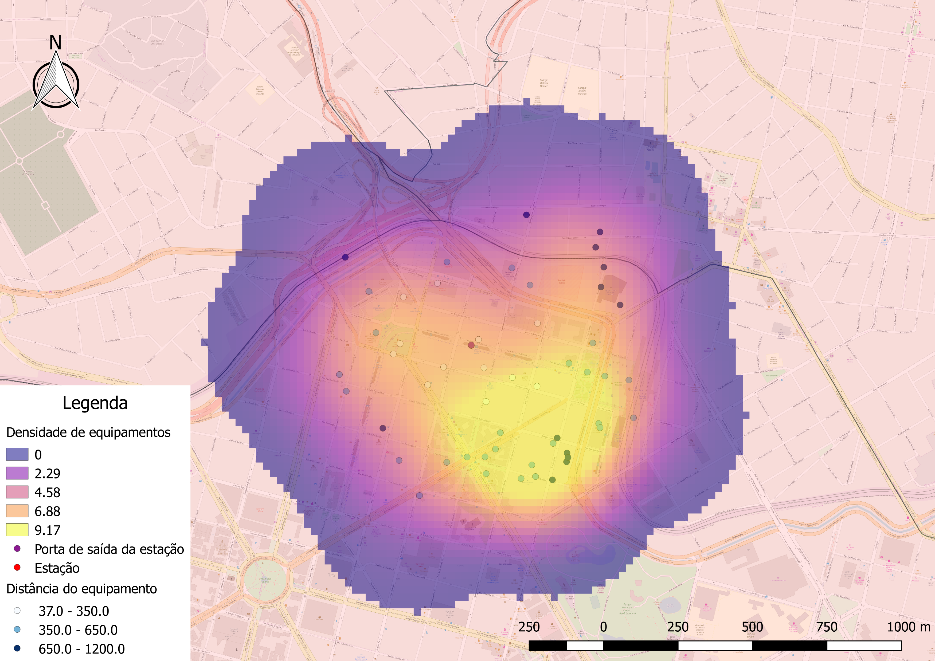 N
Legenda
Densidade de equipamentos
0
2.29
4.58
6.88
9.17
Porta de saída da estação
Estação
Distância do equipamento
37.0 - 350.0
350.0 - 650.0
650.0 - 1200.0
250 0 250 500 750 1000 m